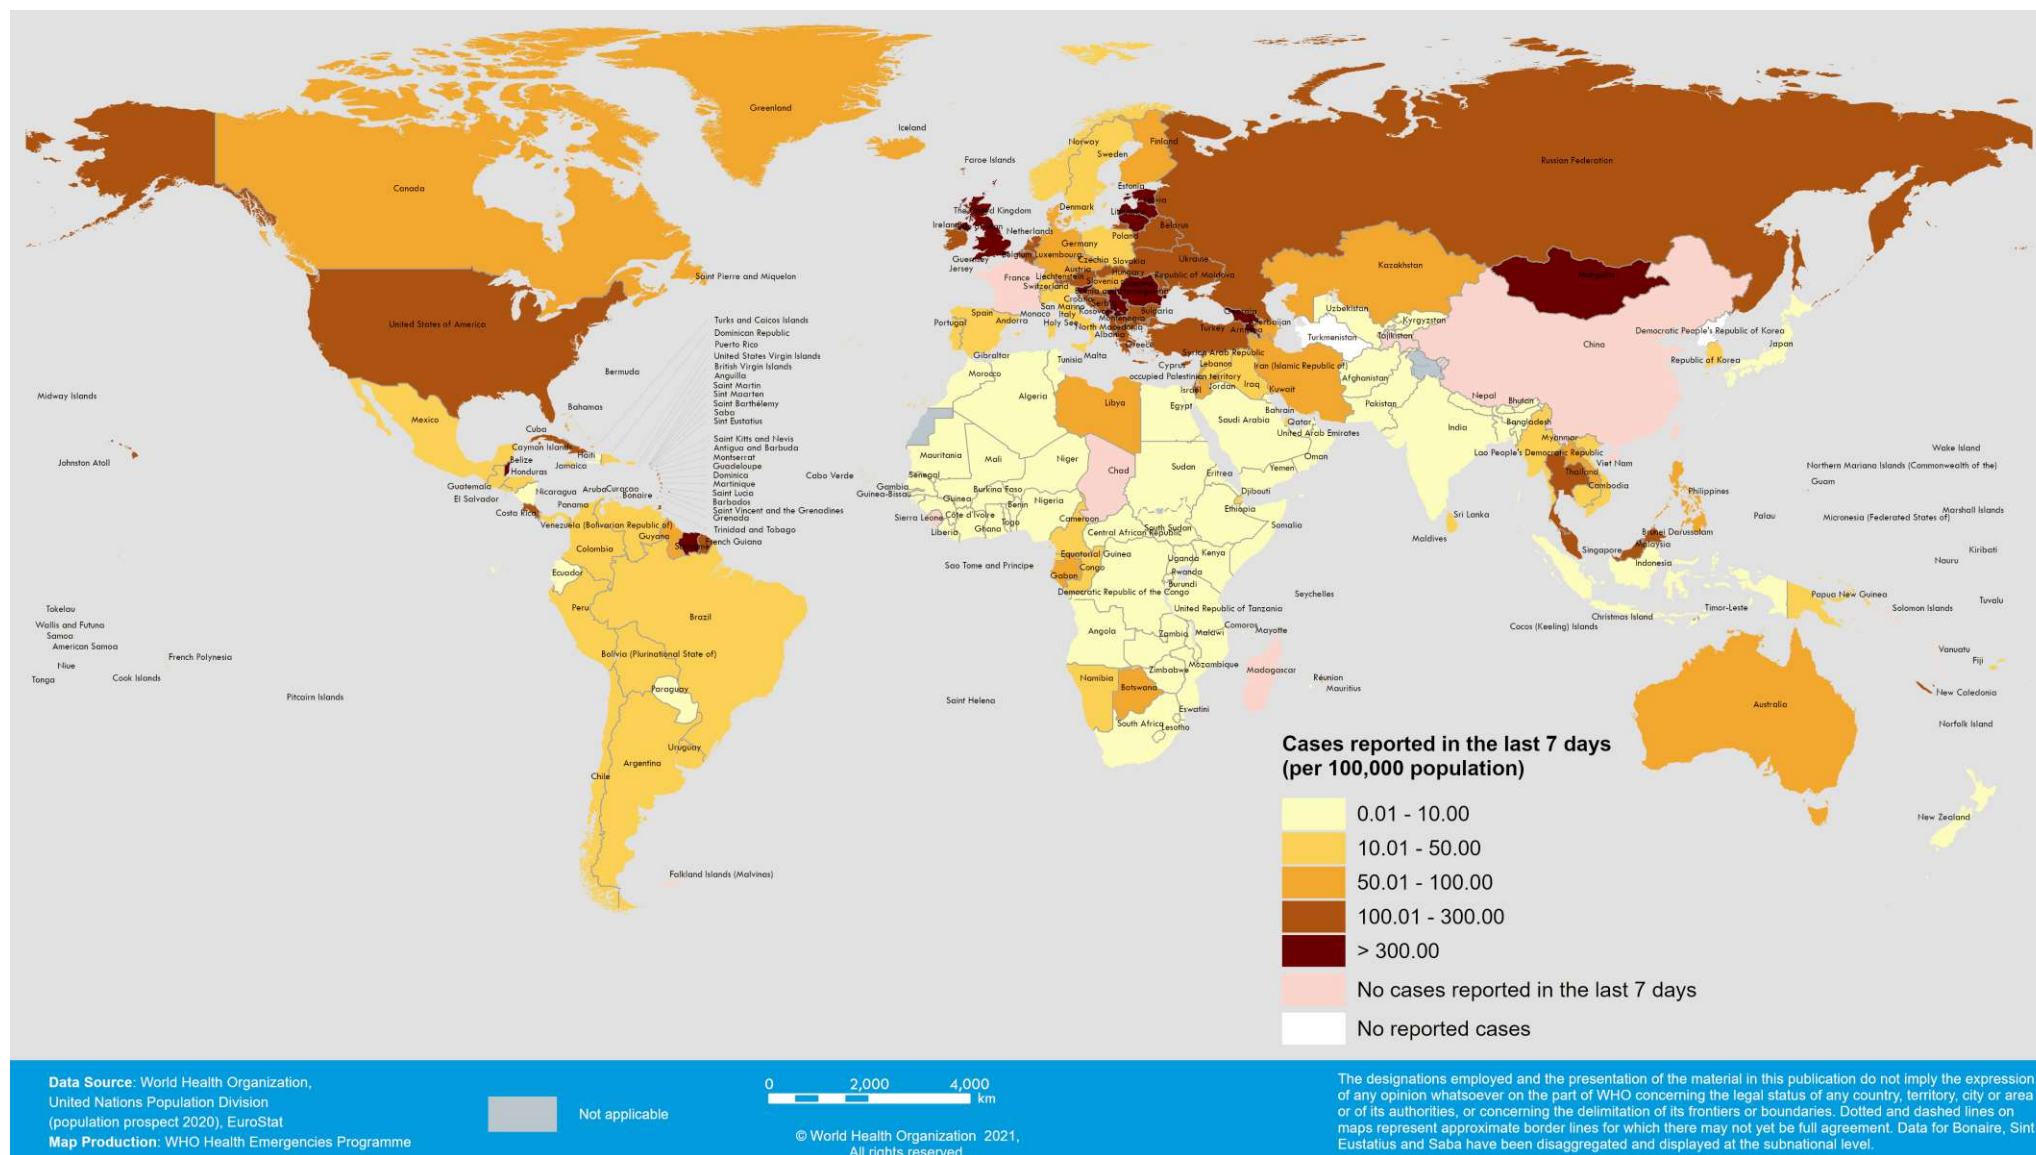 Greenland
Iceland
Faroe Islands
Norway
Sweden
Finland
Russian Federation
Canada
Estonia
Denmark
Ireland
Netherlands
Poland
Belarus
Germany
Guernsey
Jersey
Belgium Luxembourg
Czechia Slovakia
Ukraine
Kazakhstan
Saint Pierre and Miquelon
France
Austria
Hungary
Republic of Moldova
Liechtenstein
Switzerland
Slovenia
Mongolia
Croatia
San Marino
Monaco
Italy
Kosovo
Bulgaria
Spain
Andorra
Holy See
Portugal
North Macedonia
Albania
Greece
Turkey
Uzbekistan
Kyrgyzstan
Turkmenistan
Tajikistan
Democratic People's Republic of Korea
Japan
China
Republic of Korea
United States of America
Turks and Caicos Islands
Dominican Republic
Puerto Rico
United States Virgin Islands
British Virgin Islands
Anguilla
Saint Martin
Sint Maarten
Saint Barthélemy
Saba
Sint Eustatius
Saint Kitts and Nevis
Antigua and Barbuda
Montserrat
Guadeloupe
Dominica
Martinique
Saint Lucia
Barbados
Saint Vincent and the Grenadines
Grenada
Trinidad and Tobago
Bermuda
Bahamas
Midway Islands
Johnston Atoll
Mexico
Cuba
Cayman Islands
Haiti
Belize
Jamaica
Honduras
Guatemala
El Salvador
Nicaragua
Aruba
Curaçao
Bonaire
Costa Rica
Panama
Venezuela (Bolivarian Republic of)
Guyana
French Guiana
Colombia
Ecuador
Peru
Brazil
Bolivia (Plurinational State of)
Paraguay
Uruguay
Argentina
Chile
Falkland Islands (Malvinas)
Tokelau
Wallis and Futuna
Samoa
American Samoa
Niue
Tonga
Cook Islands
French Polynesia
Pitcairn Islands
Gibraltar
Tunisia
Malta
Cyprus
Syrian Arab Republic
Lebanon
occupied Palestinian territory
Israel
Jordan
Iraq
Iran (Islamic Republic of)
Kuwait
Afghanistan
Pakistan
Nepal
Bhutan
Bangladesh
India
Morocco
Algeria
Libya
Egypt
Saudi Arabia
Bahrain
Qatar
United Arab Emirates
Oman
Yemen
Cabo Verde
Mauritania
Mali
Niger
Chad
Sudan
Eritrea
Senegal
Gambia
Guinea-Bissau
Guinea
Burkina Faso
Benin
Nigeria
Djibouti
Ethiopia
Somalia
Sierra Leone
Liberia
Côte d'Ivoire
Ghana
Togo
Cameroon
Central African Republic
South Sudan
Equatorial Guinea
Sao Tome and Principe
Gabon
Congo
Uganda
Kenya
Rwanda
Burundi
Democratic Republic of the Congo
United Republic of Tanzania
Seychelles
Angola
Zambia
Malawi
Comoros
Mayotte
Mozambique
Zimbabwe
Madagascar
Namibia
Botswana
Réunion
Mauritius
Saint Helena
South Africa
Eswatini
Lesotho
Sri Lanka
Maldives
Myanmar
Lao People's Democratic Republic
Viet Nam
Thailand
Cambodia
Philippines
Brunei Darussalam
Malaysia
Singapore
Indonesia
Timor-Leste
Christmas Island
Cocos (Keeling) Islands
Papua New Guinea
Solomon Islands
Wake Island
Northern Mariana Islands (Commonwealth of the)
Guam
Marshall Islands
Palau
Micronesia (Federated States of)
Kiribati
Nauru
Tuvalu
Vanuatu
Fiji
New Caledonia
Norfolk Island
Australia
New Zealand
Cases reported in the last 7 days
(per 100,000 population)
0.01 - 10.00
10.01 - 50.00
50.01 - 100.00
100.01 - 300.00
> 300.00
No cases reported in the last 7 days
No reported cases
Data Source: World Health Organization,
United Nations Population Division
(population prospect 2020), EuroStat
Map Production: WHO Health Emergencies Programme
Not applicable
0 2,000 4,000
km
© World Health Organization 2021,
All rights reserved
The designations employed and the presentation of the material in this publication do not imply the expression
of any opinion whatsoever on the part of WHO concerning the legal status of any country, territory, city or area
or of its authorities, or concerning the delimitation of its frontiers or boundaries. Dotted and dashed lines on
maps represent approximate border lines for which there may not yet be full agreement. Data for Bonaire, Sint
Eustatius and Saba have been disaggregated and displayed at the subnational level.